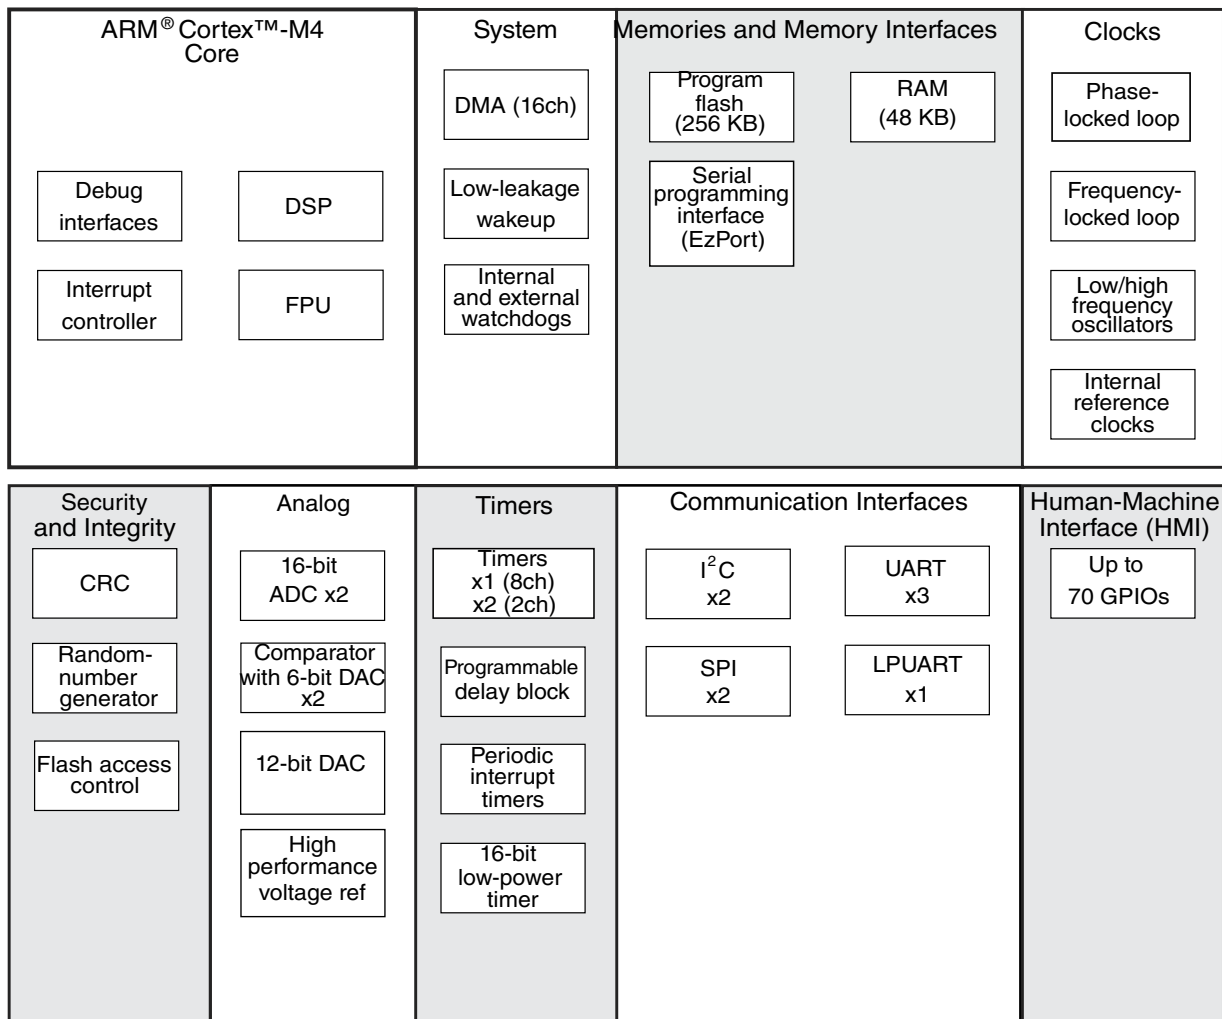 ARM® Cortex™-M4
Core
Debug
interfaces
DSP
Interrupt
controller
FPU
System
DMA (16ch)
Low-leakage
wakeup
Internal
and external
watchdogs
Memories and Memory Interfaces
Program
flash
(256 KB)
RAM
(48 KB)
Serial
programming
interface
(EzPort)
Clocks
Phase-
locked loop
Frequency-
locked loop
Low/high
frequency
oscillators
Internal
reference
clocks
Security
and Integrity
CRC
Random-
number
generator
Flash access
control
Analog
16-bit
ADC x2
Comparator
with 6-bit DAC
x2
12-bit DAC
High
performance
voltage ref
Timers
Timers
x1 (8ch)
x2 (2ch)
Programmable
delay block
Periodic
interrupt
timers
16-bit
low-power
timer
Communication Interfaces
I²C
x2
UART
x3
SPI
x2
LPUART
x1
Human-Machine
Interface (HMI)
Up to
70 GPIOs